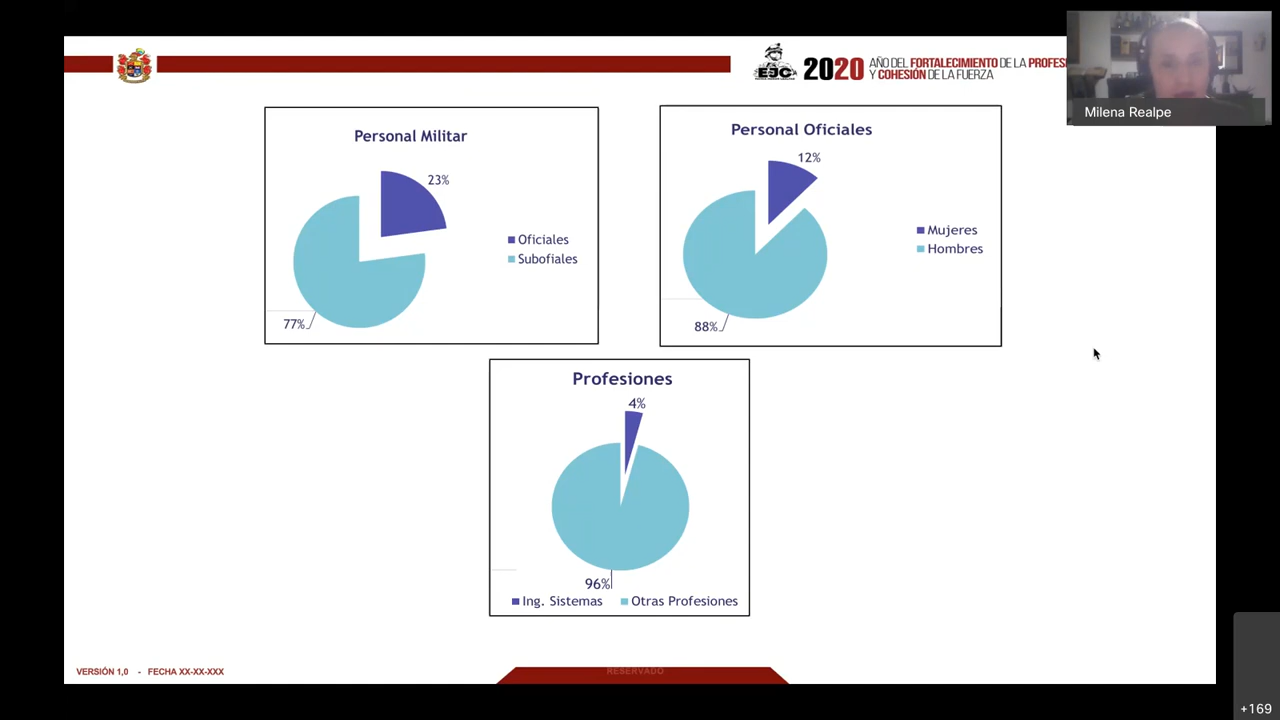 EJC
2020 AÑO DEL FORTALECIMIENTO DE LA PROFES
Y COHESIÓN DE LA FUERZA
Milena Realpe
Personal Militar
23%
Oficiales
Subofiales
77%
Personal Oficiales
12%
Mujeres
Hombres
88%
Profesiones
4%
96%
Ing. Sistemas Otras Profesiones
VERSIÓN 1,0 - FECHA XX-XX-XXX
RESERVADO
+169